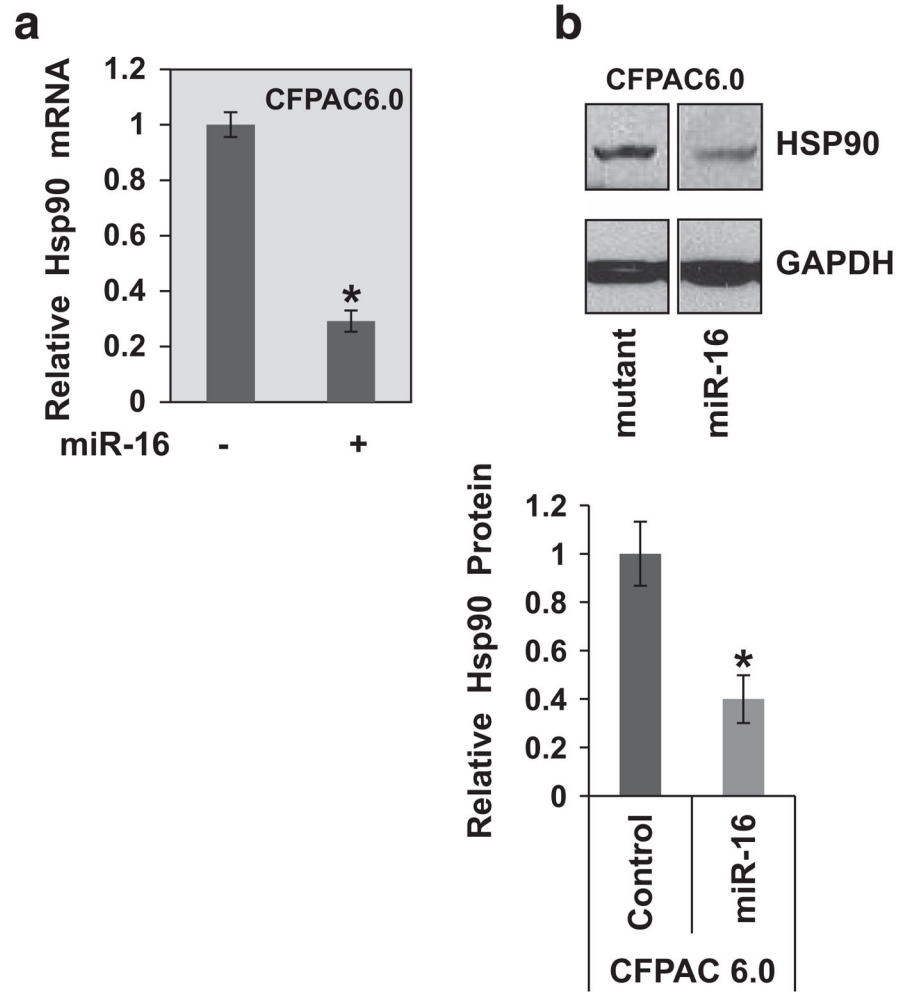 a
Relative Hsp90 mRNA
1.2
1
0.8
0.6
0.4
0.2
0
CFPAC6.0
*
miR-16 - +
b
CFPAC6.0
HSP90
GAPDH
mutant
miR-16
Relative Hsp90 Protein
1.2
1
0.8
0.6
0.4
0.2
0
*
Control
miR-16
CFPAC 6.0